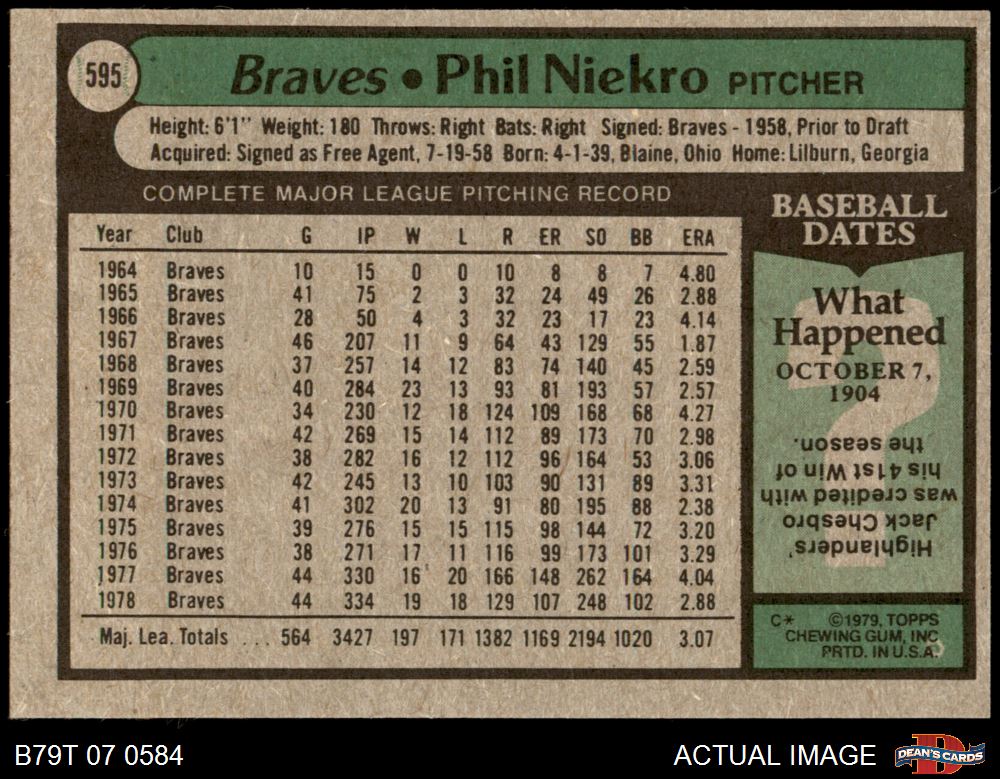 595
Braves • Phil Niekro PITCHER
Height: 6'1" Weight: 180 Throws: Right Bats: Right Signed: Braves - 1958, Prior to Draft
Acquired: Signed as Free Agent, 7-19-58 Born: 4-1-39, Blaine, Ohio Home: Lilburn, Georgia
COMPLETE MAJOR LEAGUE PITCHING RECORD
Year Club G IP W L R ER SO BB ERA
1964 Braves 10 15 0 0 10 8 8 7 4.80
1965 Braves 41 75 2 3 32 24 49 26 2.88
1966 Braves 28 50 4 3 32 23 17 23 4.14
1967 Braves 46 207 11 9 64 43 129 55 1.87
1968 Braves 37 257 14 12 83 74 140 45 2.59
1969 Braves 40 284 23 13 93 81 193 57 2.57
1970 Braves 34 230 12 18 124 109 168 68 4.27
1971 Braves 42 269 15 14 112 89 173 70 2.98
1972 Braves 38 282 16 12 112 96 164 53 3.06
1973 Braves 42 245 13 10 103 90 131 89 3.31
1974 Braves 41 302 20 13 91 80 195 88 2.38
1975 Braves 39 276 15 15 115 98 144 72 3.20
1976 Braves 38 271 17 11 116 99 173 101 3.29
1977 Braves 44 330 16 20 166 148 262 164 4.04
1978 Braves 44 334 19 18 129 107 248 102 2.88
Maj. Lea. Totals ... 564 3427 197 171 1382 1169 2194 1020 3.07
BASEBALL
DATES
What
Happened
OCTOBER 7,
1904
Highlanders'
Jack Chesbro
was credited with
his 41st Win of
the season.
C* ©1979, TOPPS
CHEWING GUM, INC
PRTD. IN U.S.A.
B79T 07 0584
ACTUAL IMAGE
DEAN'S CARDS